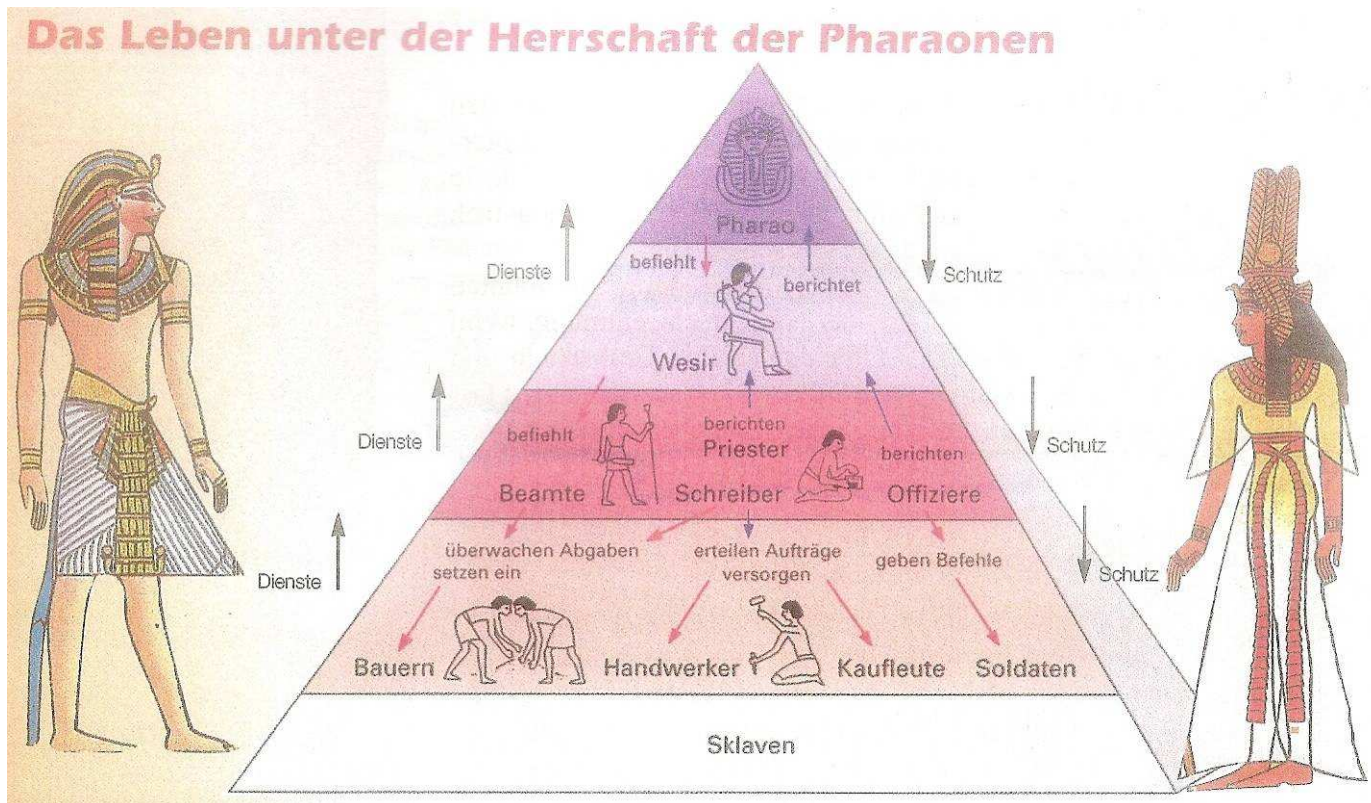 Das Leben unter der Herrschaft der Pharaonen
Pharao
Dienste
befiehlt
berichtet
Schutz
Wesir
Dienste
befiehlt
berichten
Priester
berichten
Schutz
Beamte
Schreiber
Offiziere
Dienste
überwachen Abgaben
setzen ein
erteilen Aufträge
versorgen
geben Befehle
Schutz
Bauern
Handwerker
Kaufleute
Soldaten
Sklaven